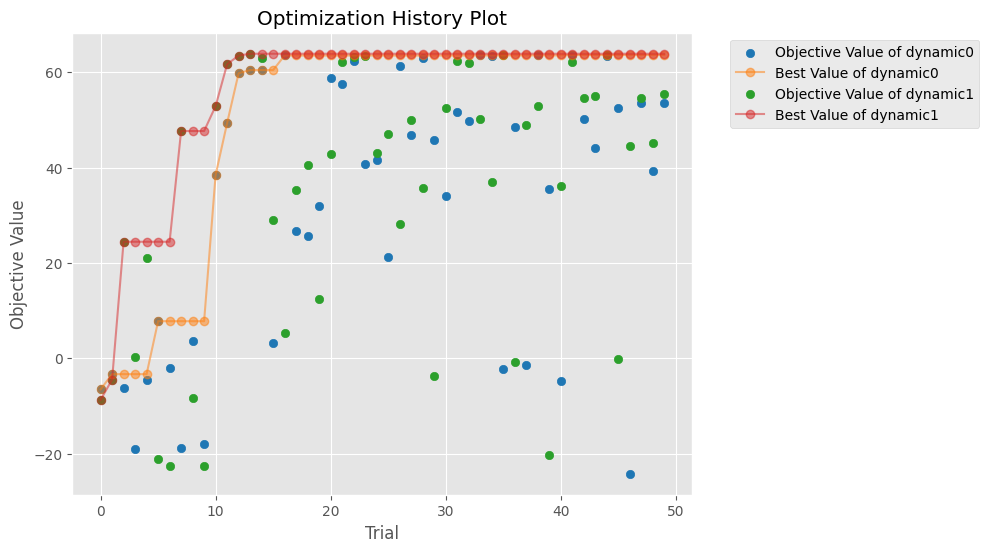 Optimization History Plot
Objective Value of dynamic0
Best Value of dynamic0
Objective Value of dynamic1
Best Value of dynamic1
Objective Value
60
40
20
0
−20
0
10
20
30
40
50
Trial